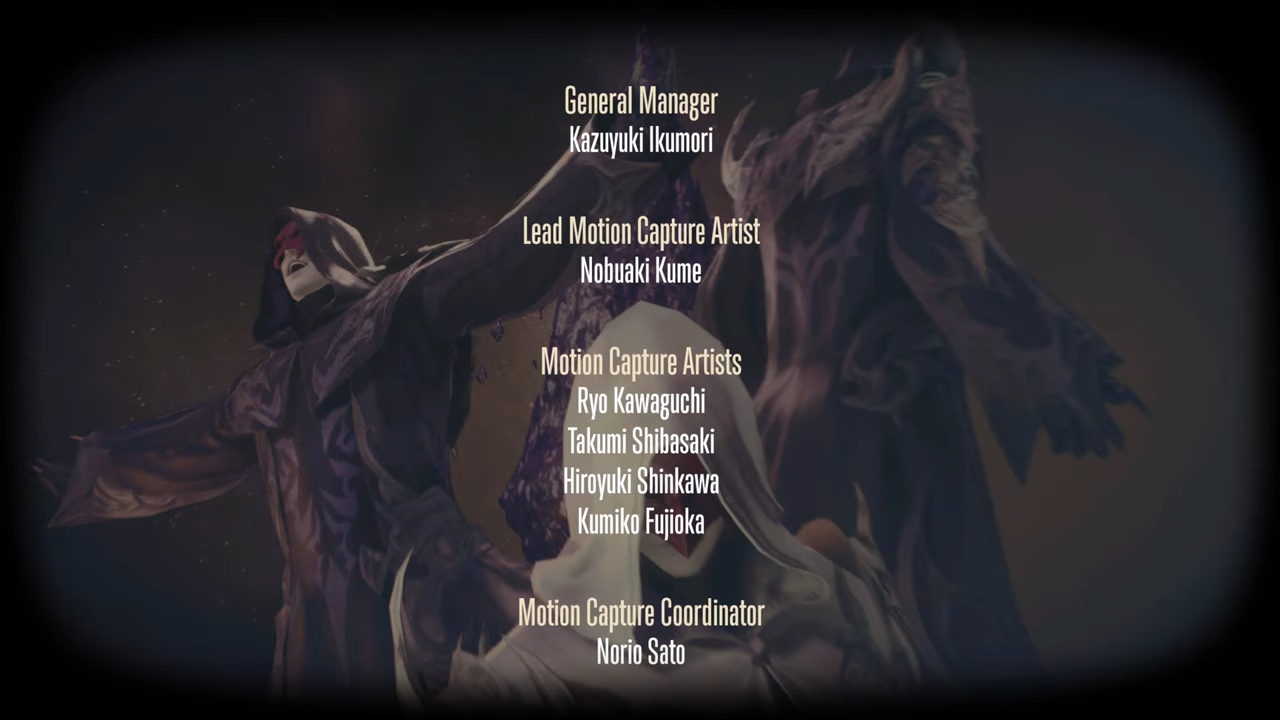 General Manager
Kazuyuki Ikumori
Lead Motion Capture Artist
Nobuaki Kume
Motion Capture Artists
Ryo Kawaguchi
Takumi Shibasaki
Hiroyuki Shinkawa
Kumiko Fujioka
Motion Capture Coordinator
Norio Sato